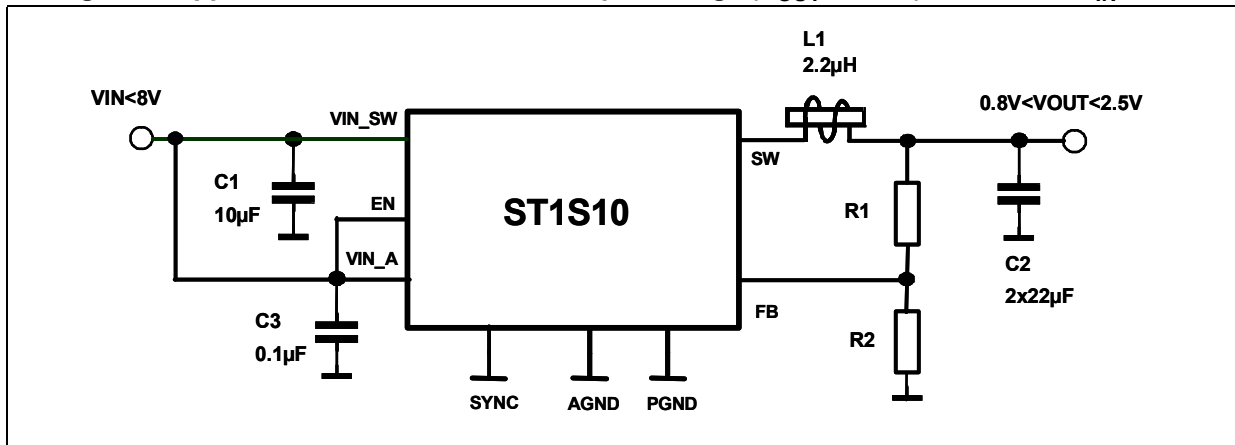 L1
2.2µH
VIN<8V
0.8V<VOUT<2.5V
VIN_SW
SW
C1
10µF
EN
ST1S10
R1
VIN_A
C2
2x22µF
FB
C3
0.1µF
R2
SYNC
AGND
PGND